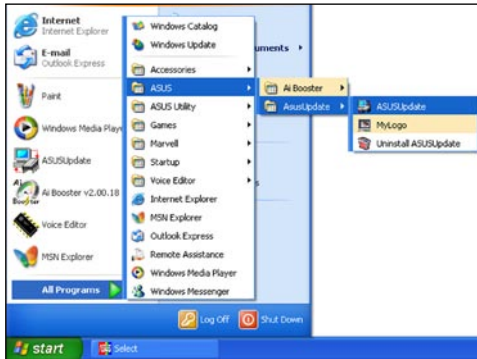 Internet
Internet Explorer
E-mail
Outlook Express
Paint
Windows Media Play
ASUSUpdate
Ai Booster v2.00.18
Voice Editor
MSN Explorer
All Programs
Windows Catalog
Windows Update
Accessories
ASUS
ASUS Utility
Games
Marvell
Startup
Voice Editor
Internet Explorer
MSN Explorer
Outlook Express
Remote Assistance
Windows Media Player
Windows Messenger
uments
s
Ai Booster
AsusUpdate
ASUSUpdate
MyLogo
Uninstall ASUSUpdate
Log Off
Shut Down
start
Select